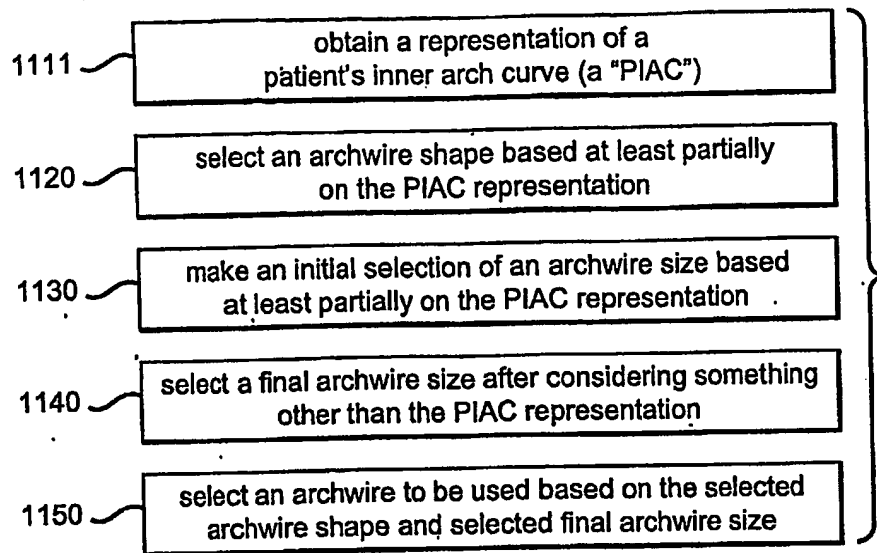 1111
obtain a representation of a
patient's inner arch curve (a "PIAC")
1120
select an archwire shape based at least partially
on the PIAC representation
1130
make an initial selection of an archwire size based
at least partially on the PIAC representation
1140
select a final archwire size after considering something
other than the PIAC representation
1150
select an archwire to be used based on the selected
archwire shape and selected final archwire size